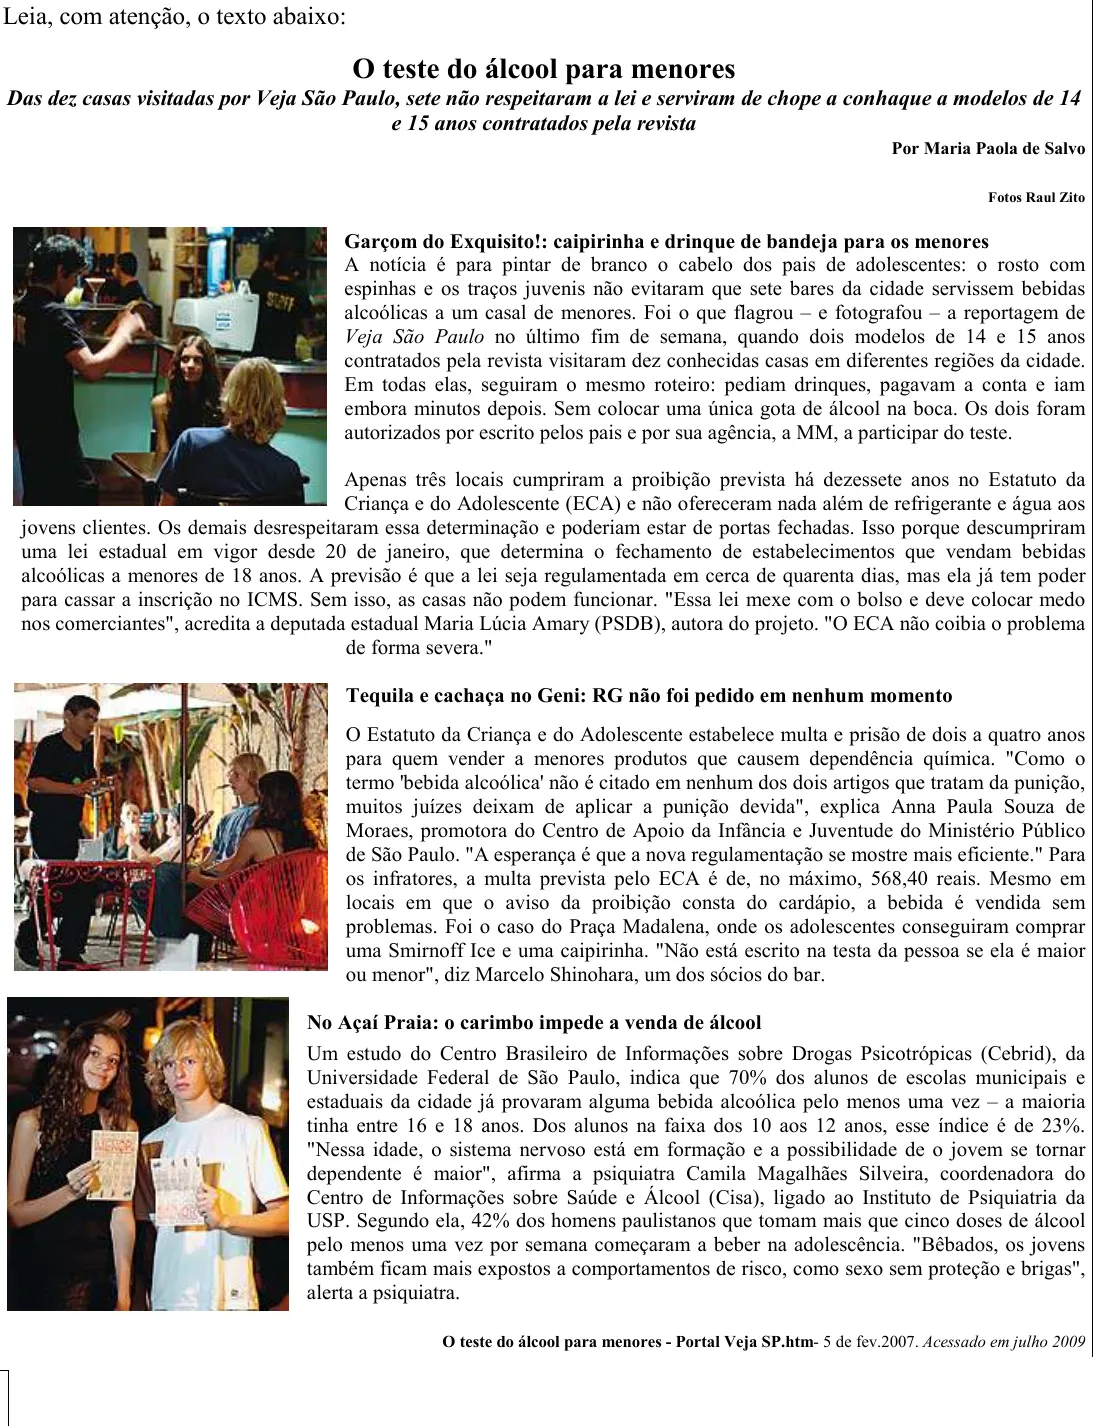 Leia, com atenção, o texto abaixo:
O teste do álcool para menores
Das dez casas visitadas por Veja São Paulo, sete não respeitaram a lei e serviram de chope a conhaque a modelos de 14
e 15 anos contratados pela revista
Por Maria Paola de Salvo
Fotos Raul Zito
Garçom do Exquisito!: caipirinha e drinque de bandeja para os menores
A notícia é para pintar de branco o cabelo dos pais de adolescentes: o rosto com
espinhas e os traços juvenis não evitaram que sete bares da cidade servissem bebidas
alcoólicas a um casal de menores. Foi o que flagrou – e fotografou – a reportagem de
Veja São Paulo no último fim de semana, quando dois modelos de 14 e 15 anos
contratados pela revista visitaram dez conhecidas casas em diferentes regiões da cidade.
Em todas elas, seguiram o mesmo roteiro: pediam drinques, pagavam a conta e iam
embora minutos depois. Sem colocar uma única gota de álcool na boca. Os dois foram
autorizados por escrito pelos pais e por sua agência, a MM, a participar do teste.
Apenas três locais cumpriram a proibição prevista há dezessete anos no Estatuto da
Criança e do Adolescente (ECA) e não ofereceram nada além de refrigerante e água aos
jovens clientes. Os demais desrespeitaram essa determinação e poderiam estar de portas fechadas. Isso porque descumpriram
uma lei estadual em vigor desde 20 de janeiro, que determina o fechamento de estabelecimentos que vendam bebidas
alcoólicas a menores de 18 anos. A previsão é que a lei seja regulamentada em cerca de quarenta dias, mas ela já tem poder
para cassar a inscrição no ICMS. Sem isso, as casas não podem funcionar. "Essa lei mexe com o bolso e deve colocar medo
nos comerciantes", acredita a deputada estadual Maria Lúcia Amary (PSDB), autora do projeto. "O ECA não coibia o problema
de forma severa."
Tequila e cachaça no Geni: RG não foi pedido em nenhum momento
O Estatuto da Criança e do Adolescente estabelece multa e prisão de dois a quatro anos
para quem vender a menores produtos que causem dependência química. "Como o
termo 'bebida alcoólica' não é citado em nenhum dos dois artigos que tratam da punição,
muitos juízes deixam de aplicar a punição devida", explica Anna Paula Souza de
Moraes, promotora do Centro de Apoio da Infância e Juventude do Ministério Público
de São Paulo. "A esperança é que a nova regulamentação se mostre mais eficiente." Para
os infratores, a multa prevista pelo ECA é de, no máximo, 568,40 reais. Mesmo em
locais em que o aviso da proibição consta do cardápio, a bebida é vendida sem
problemas. Foi o caso do Praça Madalena, onde os adolescentes conseguiram comprar
uma Smirnoff Ice e uma caipirinha. "Não está escrito na testa da pessoa se ela é maior
ou menor", diz Marcelo Shinohara, um dos sócios do bar.
No Açaí Praia: o carimbo impede a venda de álcool
Um estudo do Centro Brasileiro de Informações sobre Drogas Psicotrópicas (Cebrid), da
Universidade Federal de São Paulo, indica que 70% dos alunos de escolas municipais e
estaduais da cidade já provaram alguma bebida alcoólica pelo menos uma vez – a maioria
tinha entre 16 e 18 anos. Dos alunos na faixa dos 10 aos 12 anos, esse índice é de 23%.
"Nessa idade, o sistema nervoso está em formação e a possibilidade de o jovem se tornar
dependente é maior", afirma a psiquiatra Camila Magalhães Silveira, coordenadora do
Centro de Informações sobre Saúde e Álcool (Cisa), ligado ao Instituto de Psiquiatria da
USP. Segundo ela, 42% dos homens paulistanos que tomam mais que cinco doses de álcool
pelo menos uma vez por semana começaram a beber na adolescência. "Bêbados, os jovens
também ficam mais expostos a comportamentos de risco, como sexo sem proteção e brigas",
alerta a psiquiatra.
O teste do álcool para menores - Portal Veja SP.htm- 5 de fev.2007. Acessado em julho 2009